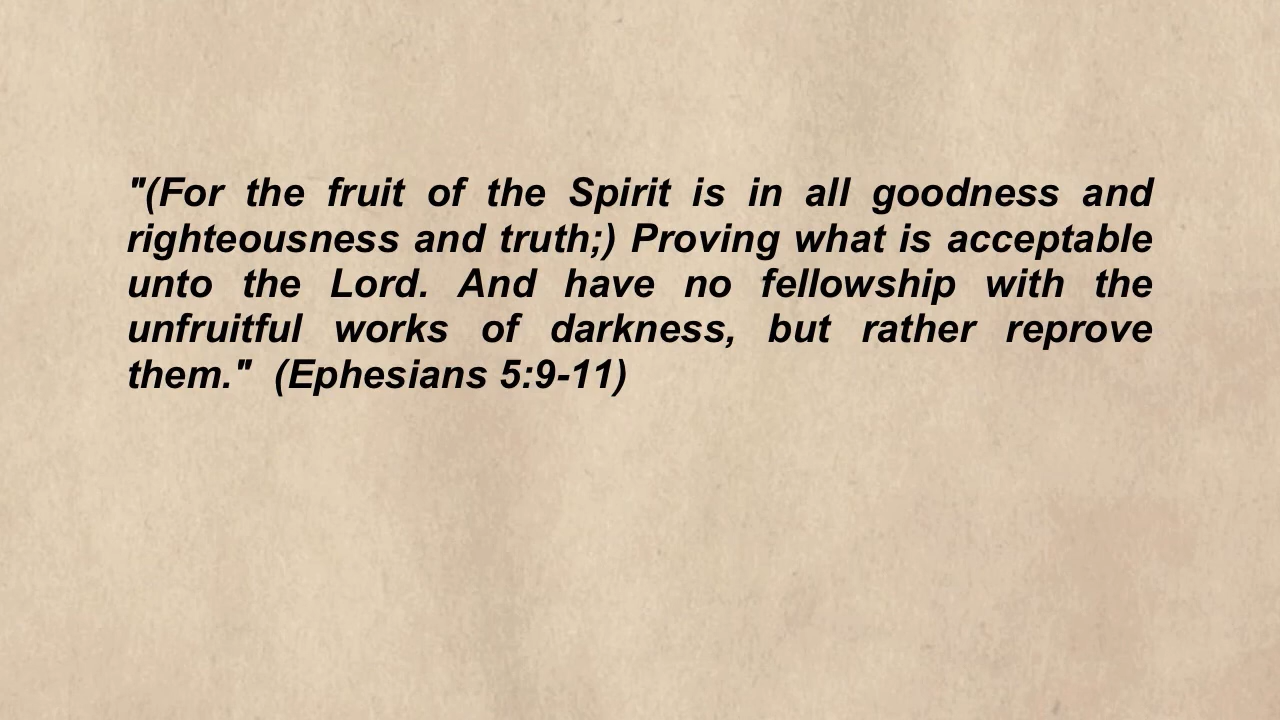 "(For the fruit of the Spirit is in all goodness and
righteousness and truth;) Proving what is acceptable
unto the Lord. And have no fellowship with the
unfruitful works of darkness, but rather reprove
them."  (Ephesians 5:9-11)